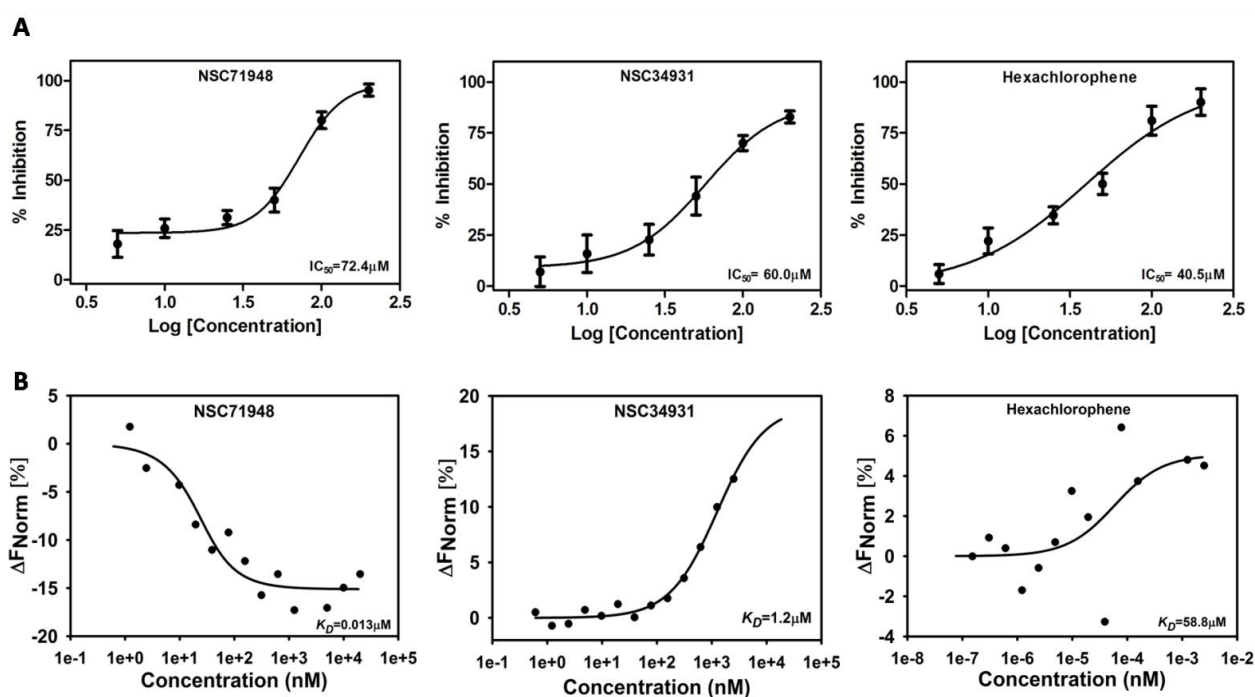 A
NSC71948
% Inhibition
100
75
50
25
0
IC₅₀=72.4μM
0.5 1.0 1.5 2.0 2.5
Log [Concentration]
NSC34931
% Inhibition
100
75
50
25
0
IC₅₀= 60.0μM
0.5 1.0 1.5 2.0 2.5
Log [Concentration]
Hexachlorophene
% Inhibition
100
75
50
25
0
IC₅₀= 40.5μM
0.5 1.0 1.5 2.0 2.5
Log [Concentration]
B
NSC71948
ΔFNorm [%]
5
0
-5
-10
-15
-20
KD=0.013μM
1e-1 1e+0 1e+1 1e+2 1e+3 1e+4 1e+5
Concentration (nM)
NSC34931
ΔFNorm [%]
20
15
10
5
0
KD=1.2μM
1e-1 1e+0 1e+1 1e+2 1e+3 1e+4 1e+5
Concentration (nM)
Hexachlorophene
ΔFNorm [%]
8
6
4
2
0
-2
-4
KD=58.8μM
1e-8 1e-7 1e-6 1e-5 1e-4 1e-3 1e-2
Concentration (nM)